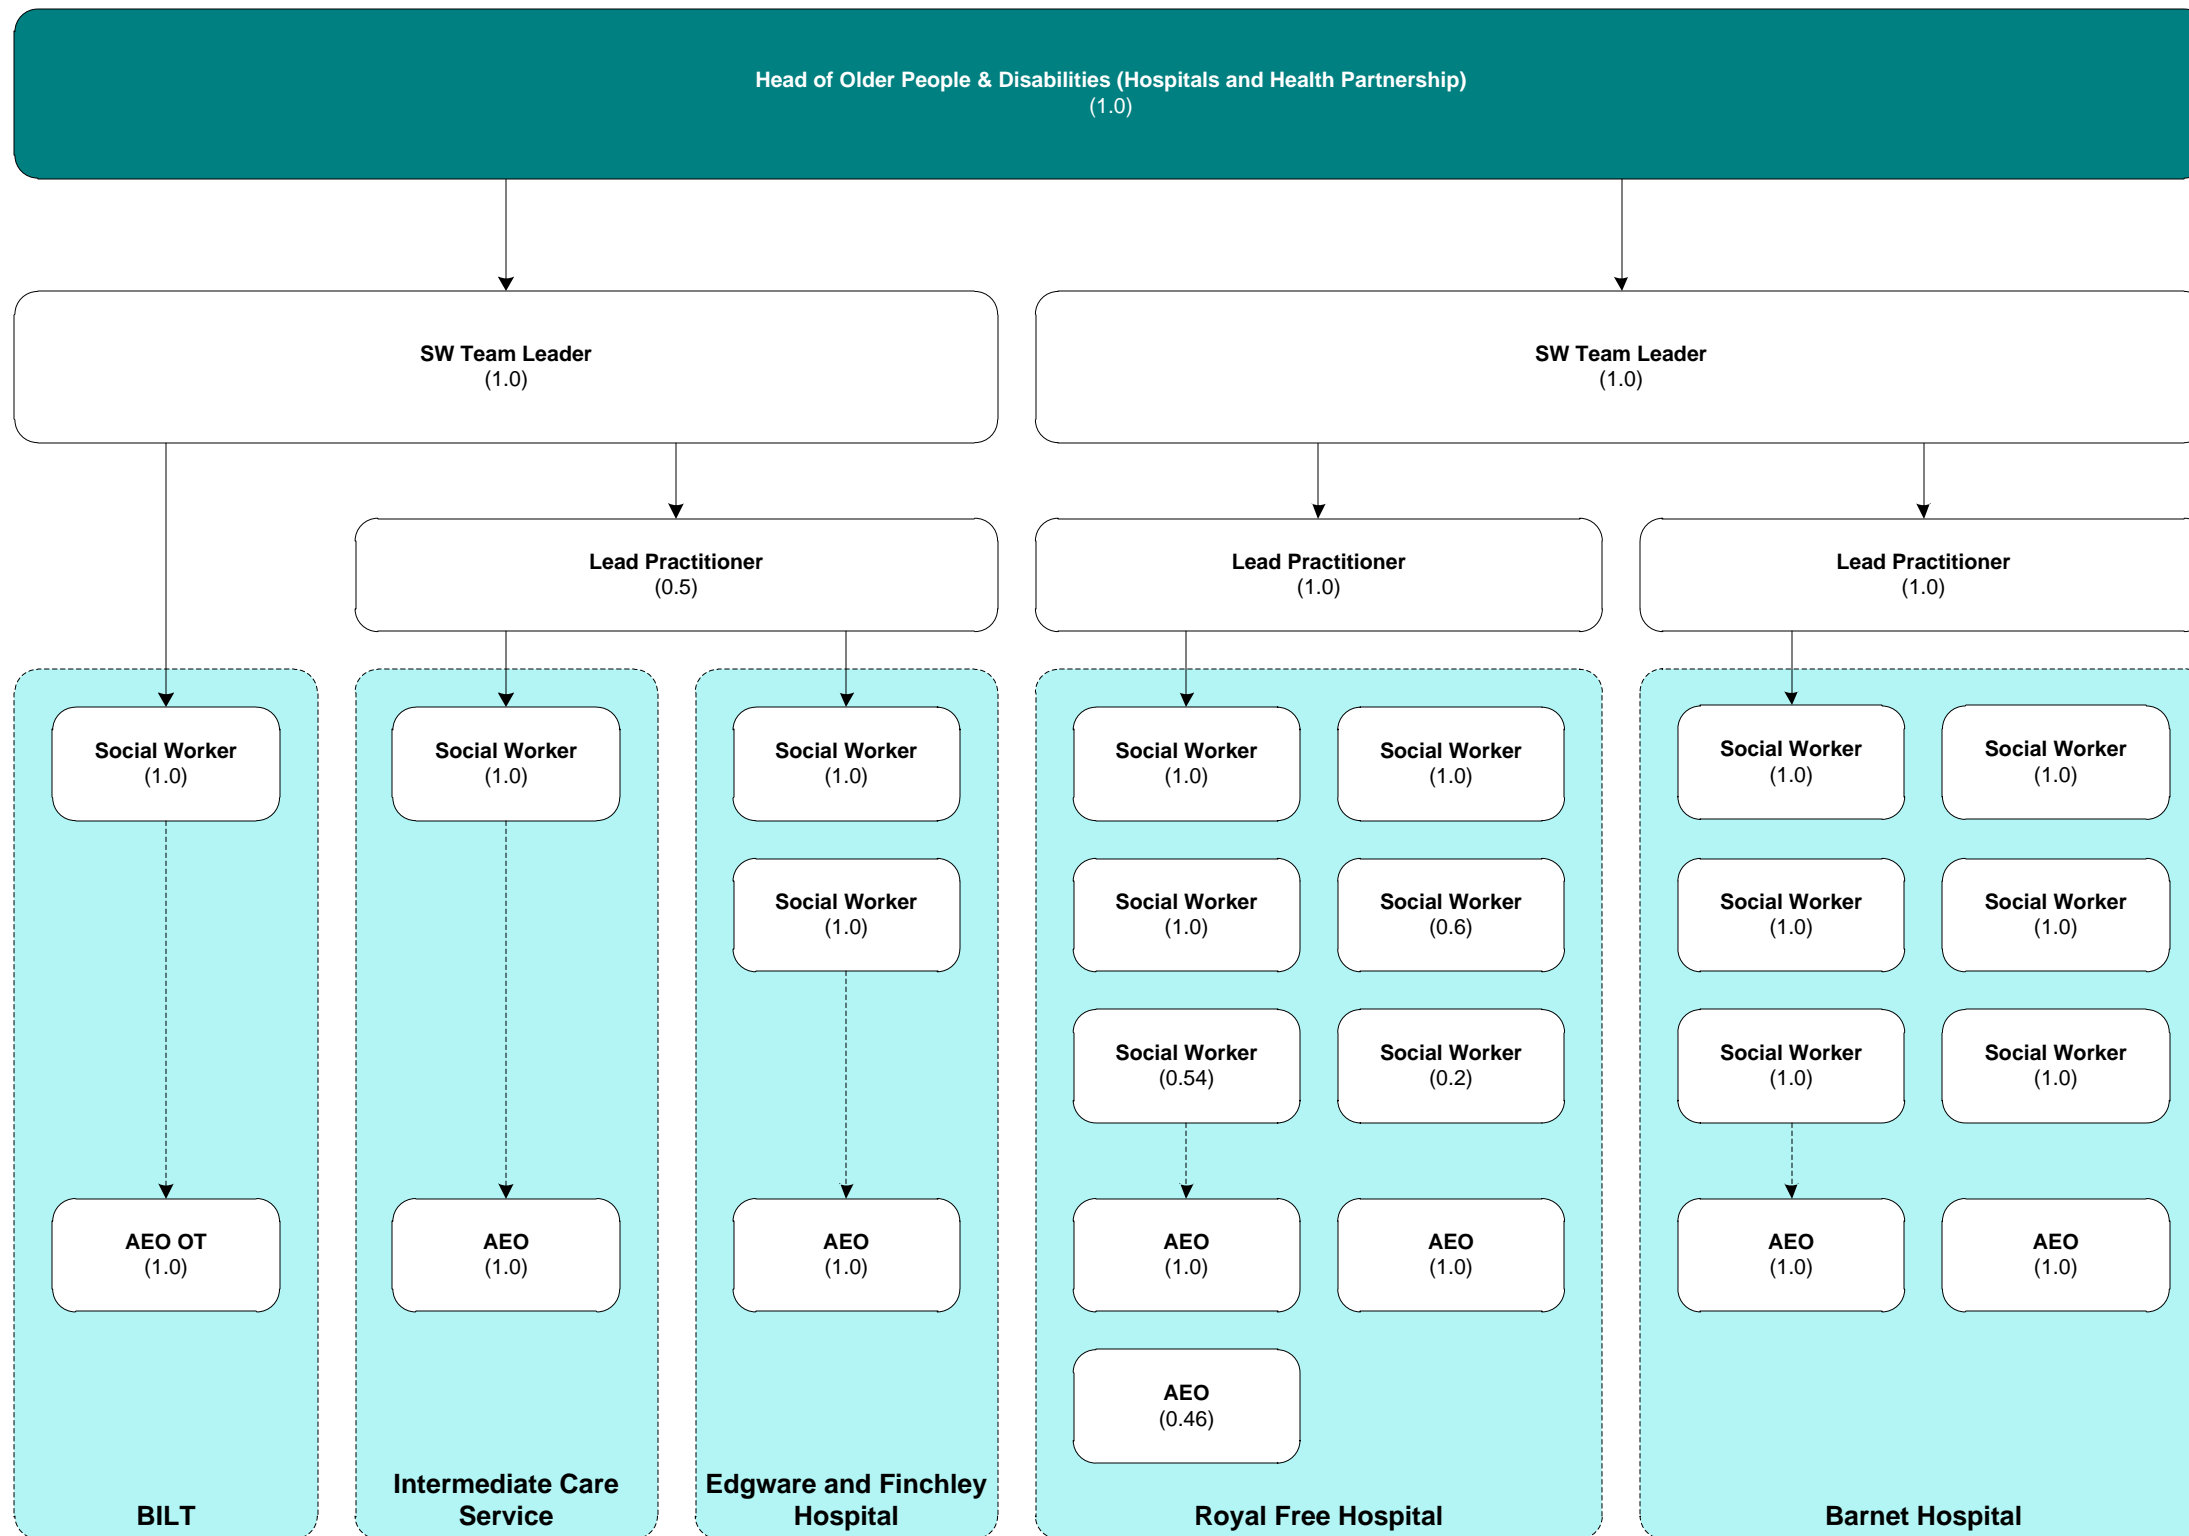 Head of Older People & Disabilities (Hospitals and Health Partnership)
(1.0)
SW Team Leader
(1.0)
SW Team Leader
(1.0)
Lead Practitioner
(0.5)
Lead Practitioner
(1.0)
Lead Practitioner
(1.0)
Social Worker
(1.0)
AEO OT
(1.0)
BILT
Social Worker
(1.0)
AEO
(1.0)
Intermediate Care
Service
Social Worker
(1.0)
Social Worker
(1.0)
AEO
(1.0)
Edgware and Finchley
Hospital
Social Worker
(1.0)
Social Worker
(1.0)
Social Worker
(1.0)
Social Worker
(0.6)
Social Worker
(0.54)
Social Worker
(0.2)
AEO
(1.0)
AEO
(1.0)
AEO
(0.46)
Royal Free Hospital
Social Worker
(1.0)
Social Worker
(1.0)
Social Worker
(1.0)
Social Worker
(1.0)
Social Worker
(1.0)
Social Worker
(1.0)
AEO
(1.0)
AEO
(1.0)
Barnet Hospital